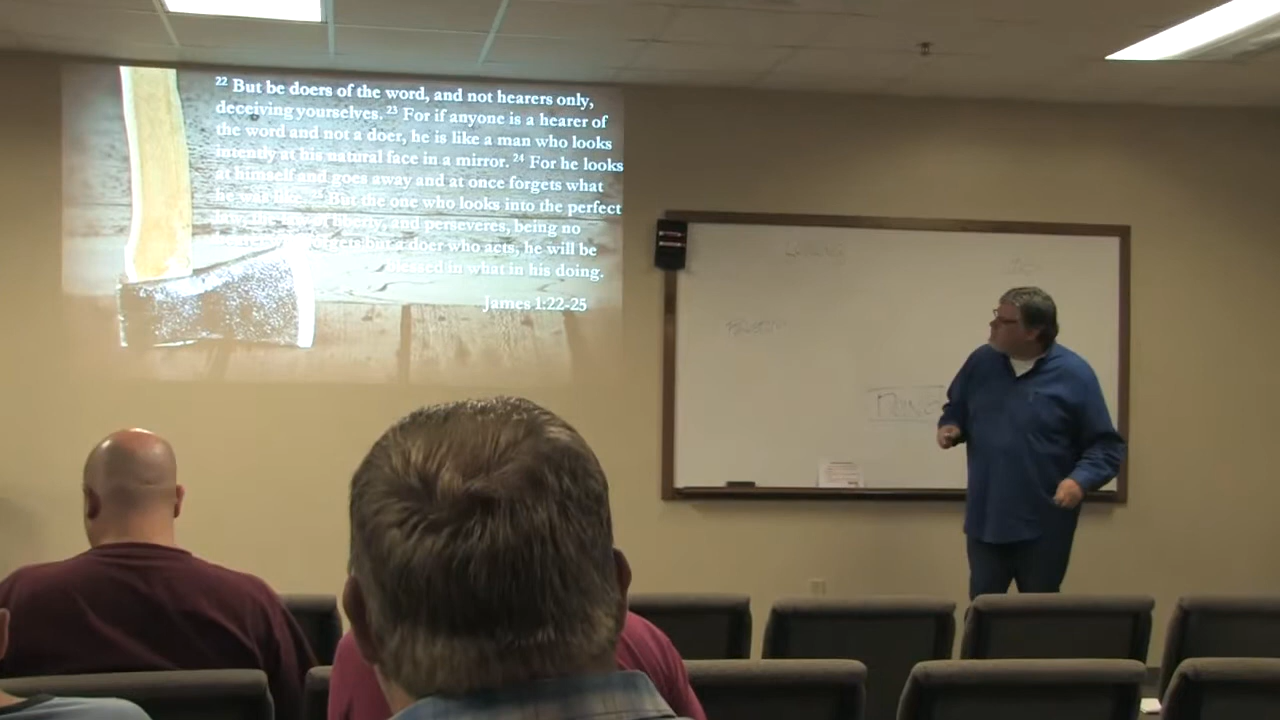 22 But be doers of the word, and not hearers only,
deceiving yourselves. 23 For if anyone is a hearer of
the word and not a doer, he is like a man who looks
intently at his natural face in a mirror. 24 For he looks
at himself and goes away and at once forgets what
he was like. But the one who looks into the perfect
and perseveres, being no
but a doer who acts, he will be
blessed in what in his doing.
James 1:22-25